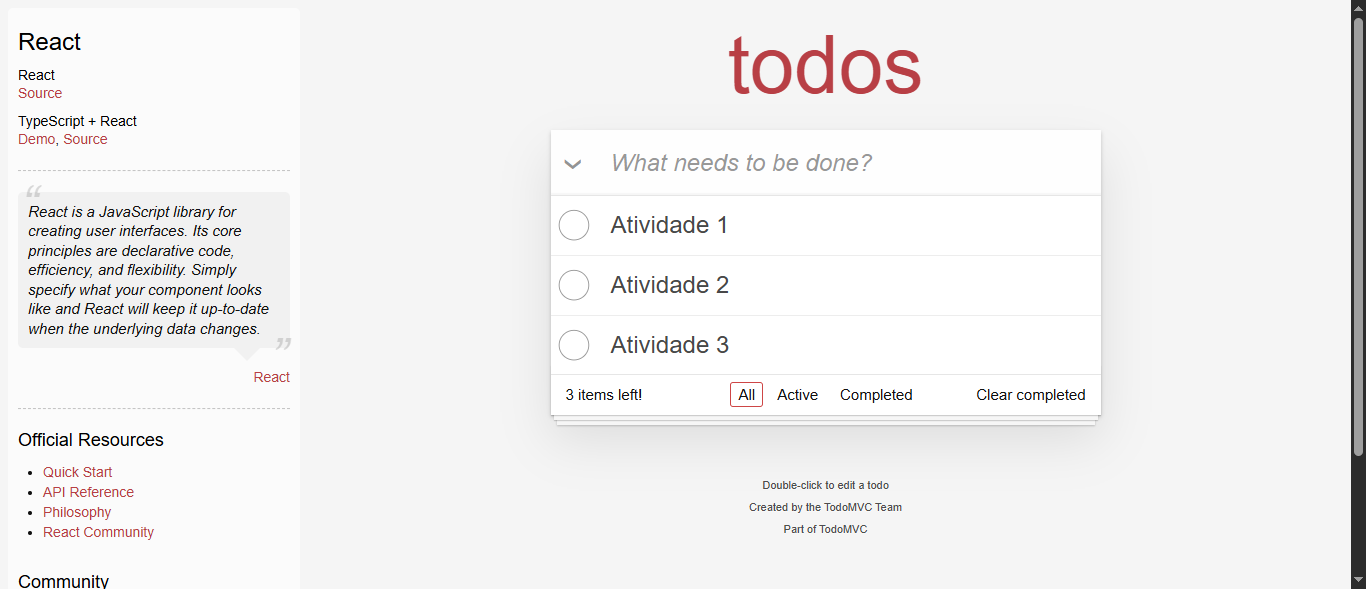 React
React
Source
TypeScript + React
Demo, Source
“
React is a JavaScript library for
creating user interfaces. Its core
principles are declarative code,
efficiency, and flexibility. Simply
specify what your component looks
like and React will keep it up-to-date
when the underlying data changes.
”
React
Official Resources
Quick Start
API Reference
Philosophy
React Community
Community
todos
What needs to be done?
Atividade 1
Atividade 2
Atividade 3
3 items left! All Active Completed Clear completed
Double-click to edit a todo
Created by the TodoMVC Team
Part of TodoMVC